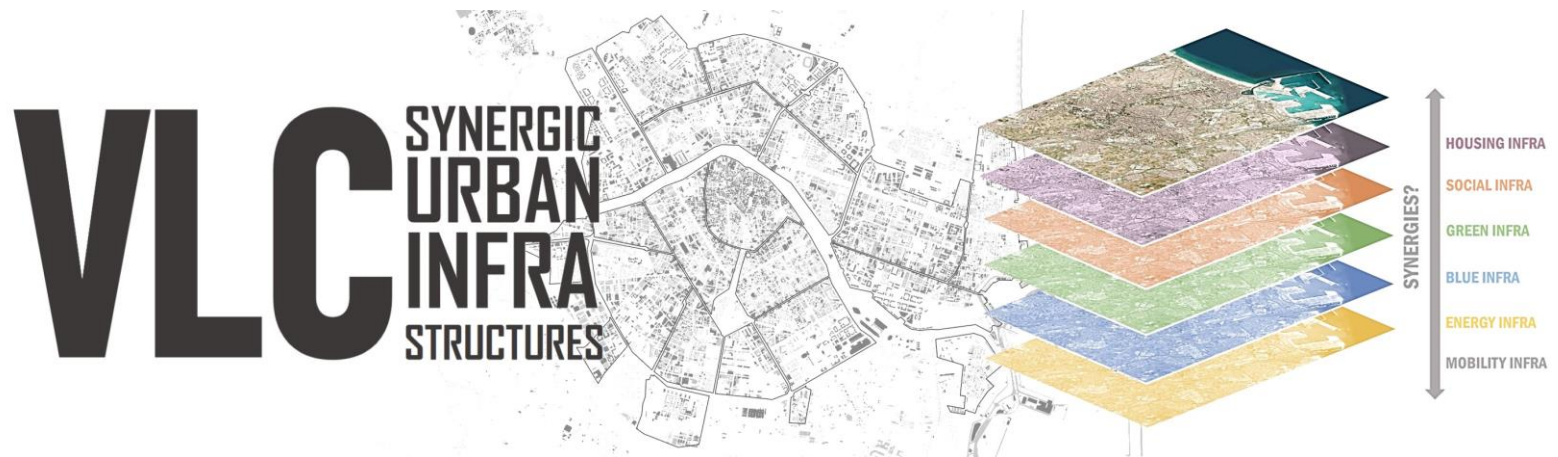 VLC
SYNERGIC
URBAN
INFRA
STRUCTURES
SYNERGIES?
HOUSING INFRA
SOCIAL INFRA
GREEN INFRA
BLUE INFRA
ENERGY INFRA
MOBILITY INFRA